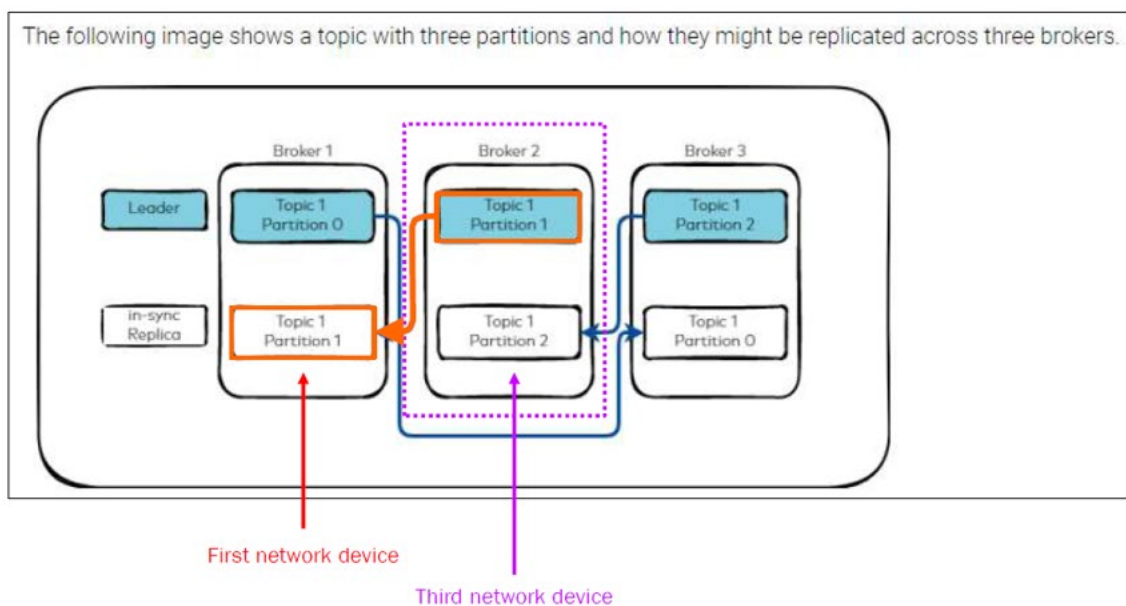 The following image shows a topic with three partitions and how they might be replicated across three brokers.
Broker 1
Broker 2
Broker 3
Leader
Topic 1
Partition 0
Topic 1
Partition 1
Topic 1
Partition 2
in-sync
Replica
Topic 1
Partition 1
Topic 1
Partition 2
Topic 1
Partition 0
First network device
Third network device